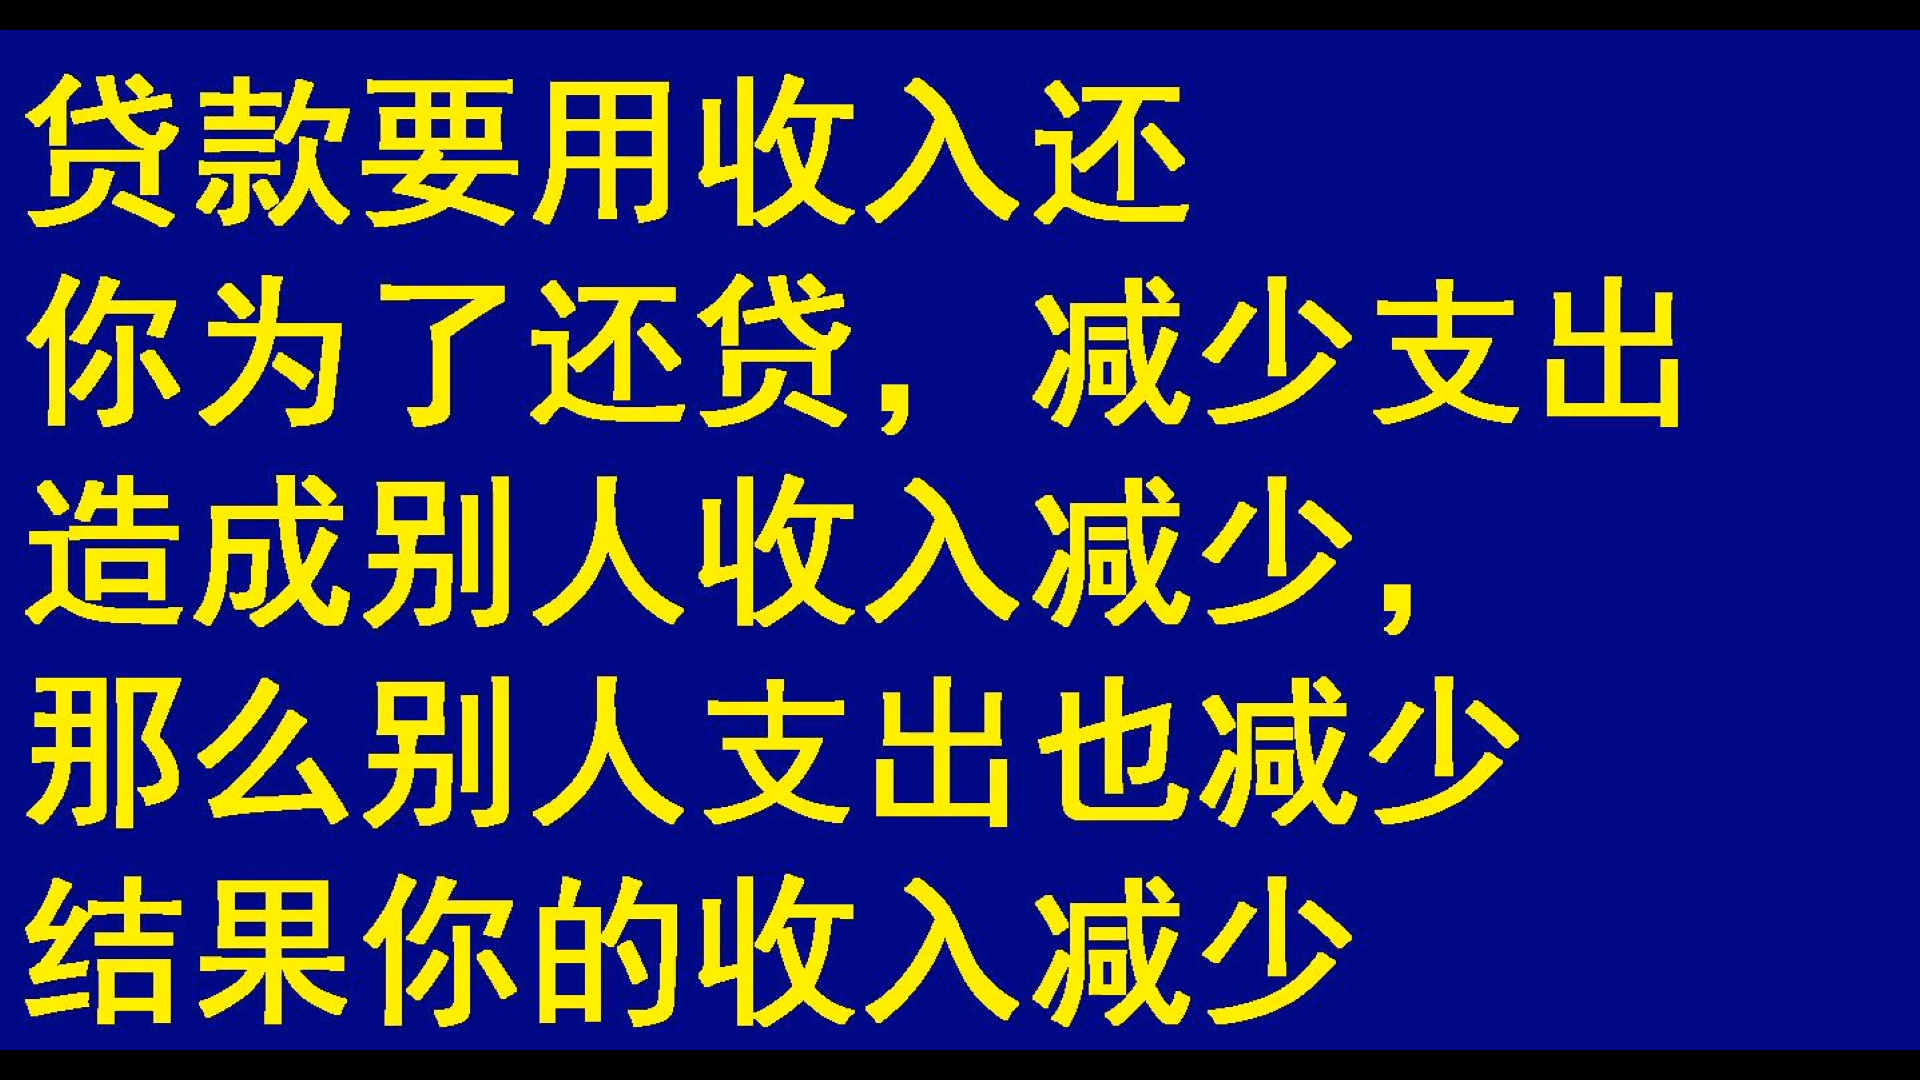 贷款要用收入还
你为了还贷，减少支出
造成别人收入减少，
那么别人支出也减少
结果你的收入减少